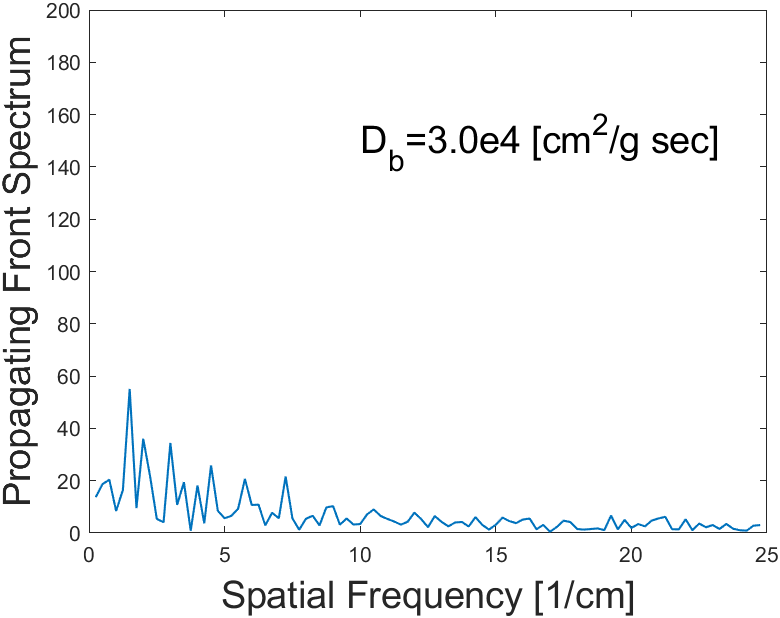 200
180
160
140
120
100
80
60
40
20
0
Propagating Front Spectrum
D_b=3.0e4 [cm^2/g sec]
0 5 10 15 20 25
Spatial Frequency [1/cm]